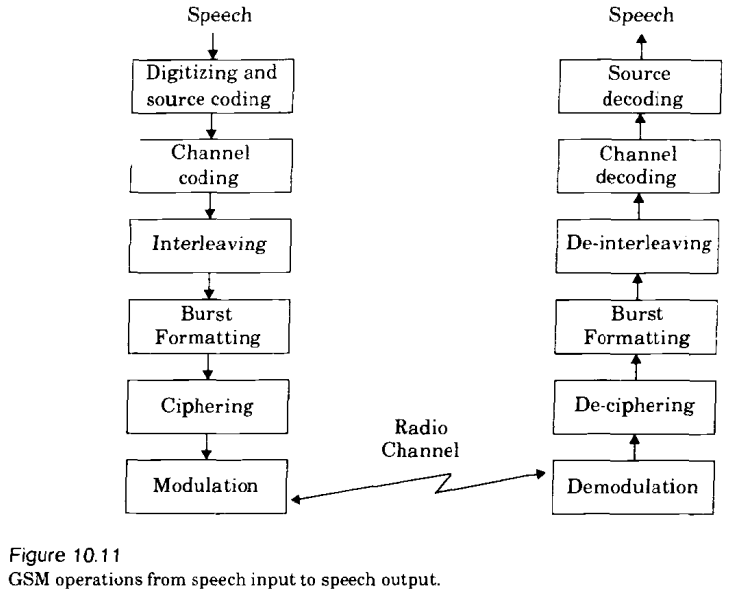 Speech
Digitizing and
source coding
Channel
coding
Interleaving
Burst
Formatting
Ciphering
Modulation
Radio
Channel
Speech
Source
decoding
Channel
decoding
De-interleaving
Burst
Formatting
De-ciphering
Demodulation
Figure 10.11
GSM operations from speech input to speech output.